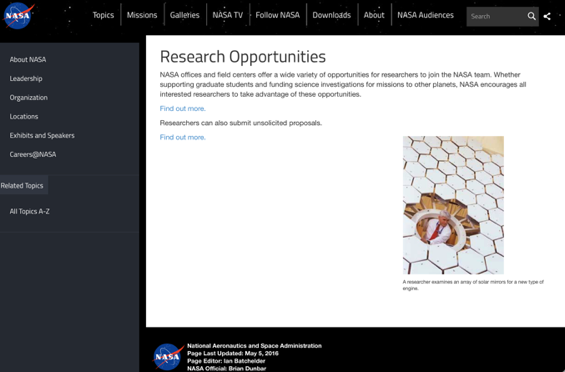 NASA
Topics
Missions
Galleries
NASA TV
Follow NASA
Downloads
About
NASA Audiences
Search
About NASA
Leadership
Organization
Locations
Exhibits and Speakers
Careers@NASA
Related Topics
All Topics A-Z
Research Opportunities
NASA offices and field centers offer a wide variety of opportunities for researchers to join the NASA team. Whether
supporting graduate students and funding science investigations for missions to other planets, NASA encourages all
interested researchers to take advantage of these opportunities.
Find out more.
Researchers can also submit unsolicited proposals.
Find out more.
A researcher examines an array of solar mirrors for a new type of
engine.
NASA
National Aeronautics and Space Administration
Page Last Updated: May 5, 2016
Page Editor: Ian Batchelder
NASA Official: Brian Dunbar